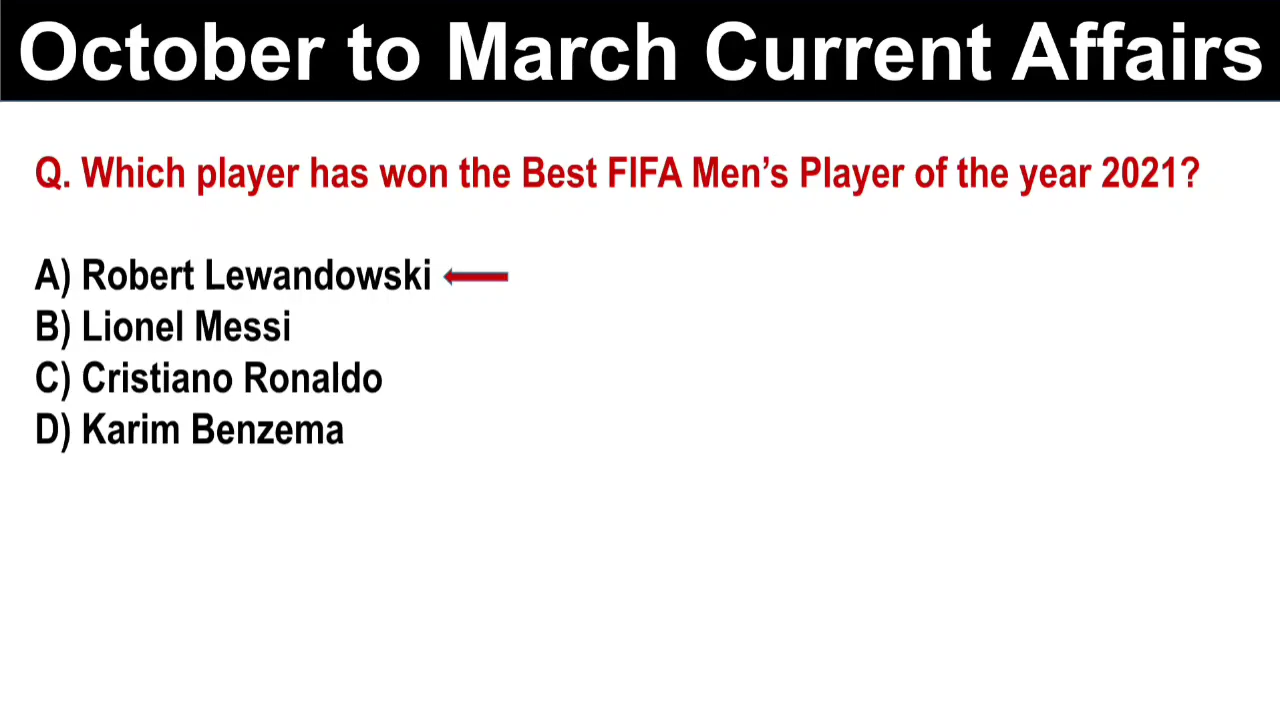 October to March Current Affairs
Q. Which player has won the Best FIFA Men’s Player of the year 2021?
A) Robert Lewandowski
B) Lionel Messi
C) Cristiano Ronaldo
D) Karim Benzema